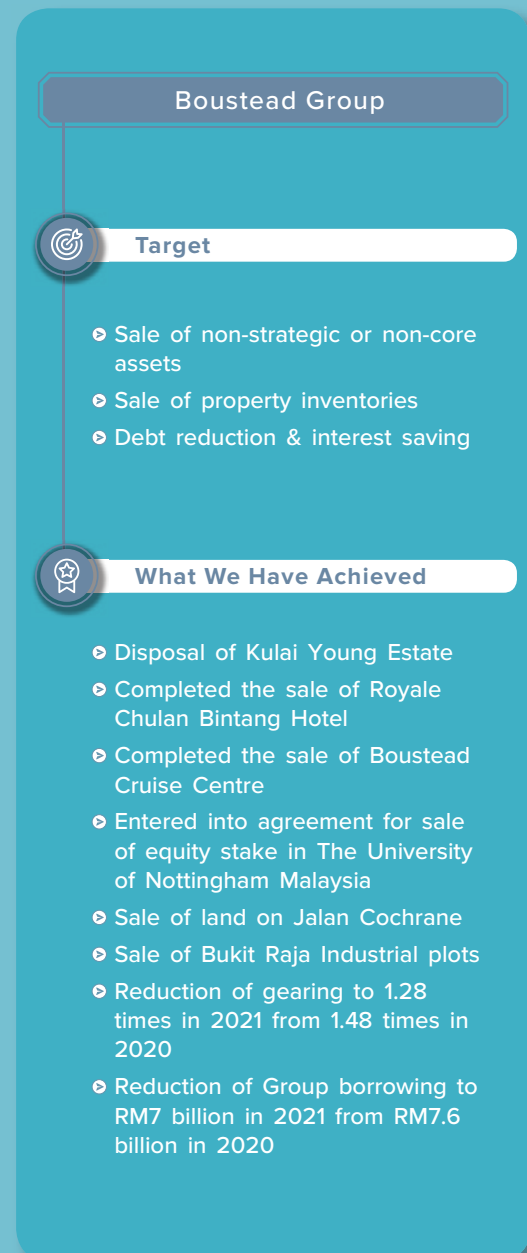 Boustead Group
Target
Sale of non-strategic or non-core
assets
Sale of property inventories
Debt reduction & interest saving
What We Have Achieved
Disposal of Kulai Young Estate
Completed the sale of Royale
Chulan Bintang Hotel
Completed the sale of Boustead
Cruise Centre
Entered into agreement for sale
of equity stake in The University
of Nottingham Malaysia
Sale of land on Jalan Cochrane
Sale of Bukit Raja Industrial plots
Reduction of gearing to 1.28
times in 2021 from 1.48 times in
2020
Reduction of Group borrowing to
RM7 billion in 2021 from RM7.6
billion in 2020